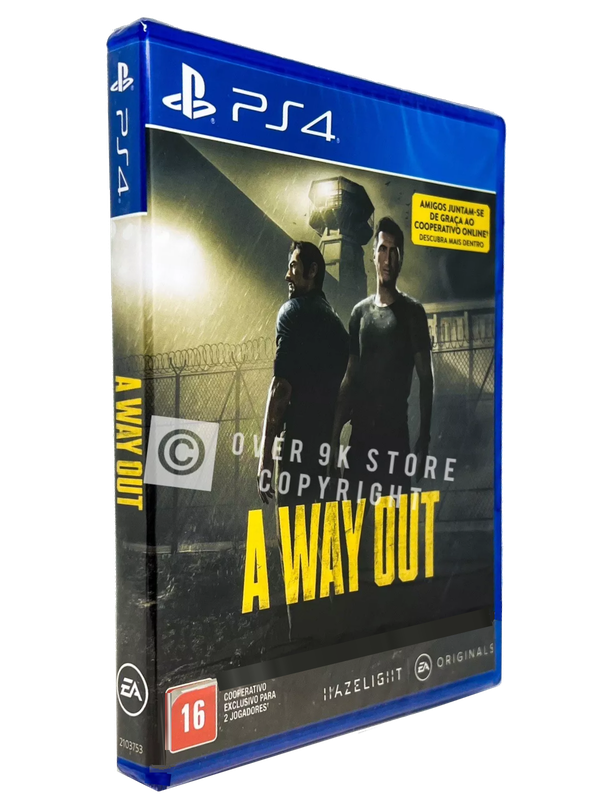 PS4
PS4
AMIGOS JUNTAM-SE
DE GRAÇA AO
COOPERATIVO ONLINE!
DESCUBRA MAIS DENTRO
A WAY OUT
© OVER 9K STORE
COPYRIGHT
A WAY OUT
HAZELIGHT
EA ORIGINALS
EA
16
COOPERATIVO
EXCLUSIVO PARA
2 JOGADORES*
2103753